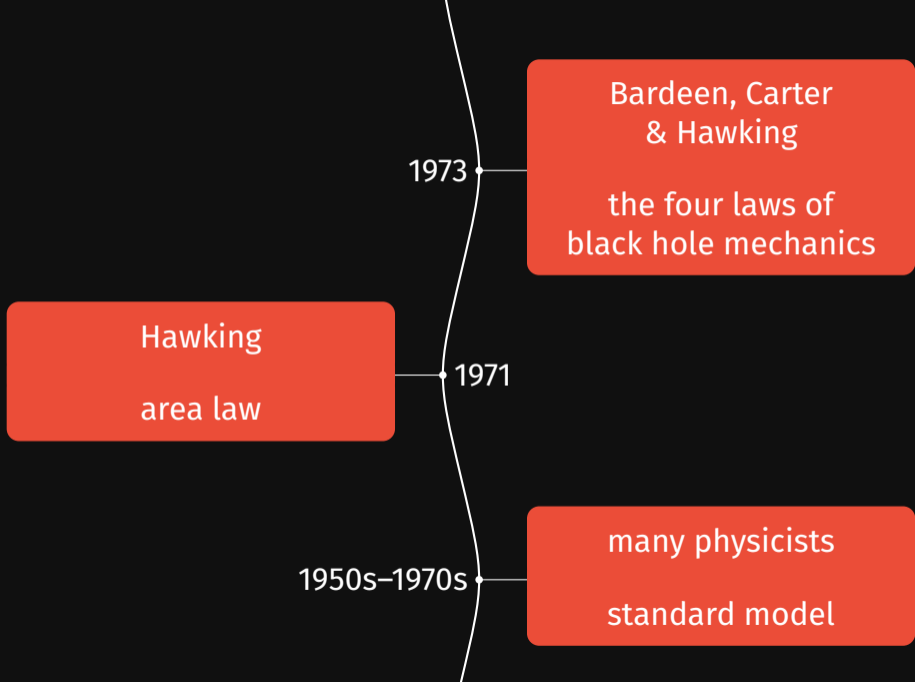 1973
Bardeen, Carter
& Hawking
the four laws of
black hole mechanics
Hawking
area law
1971
1950s–1970s
many physicists
standard model